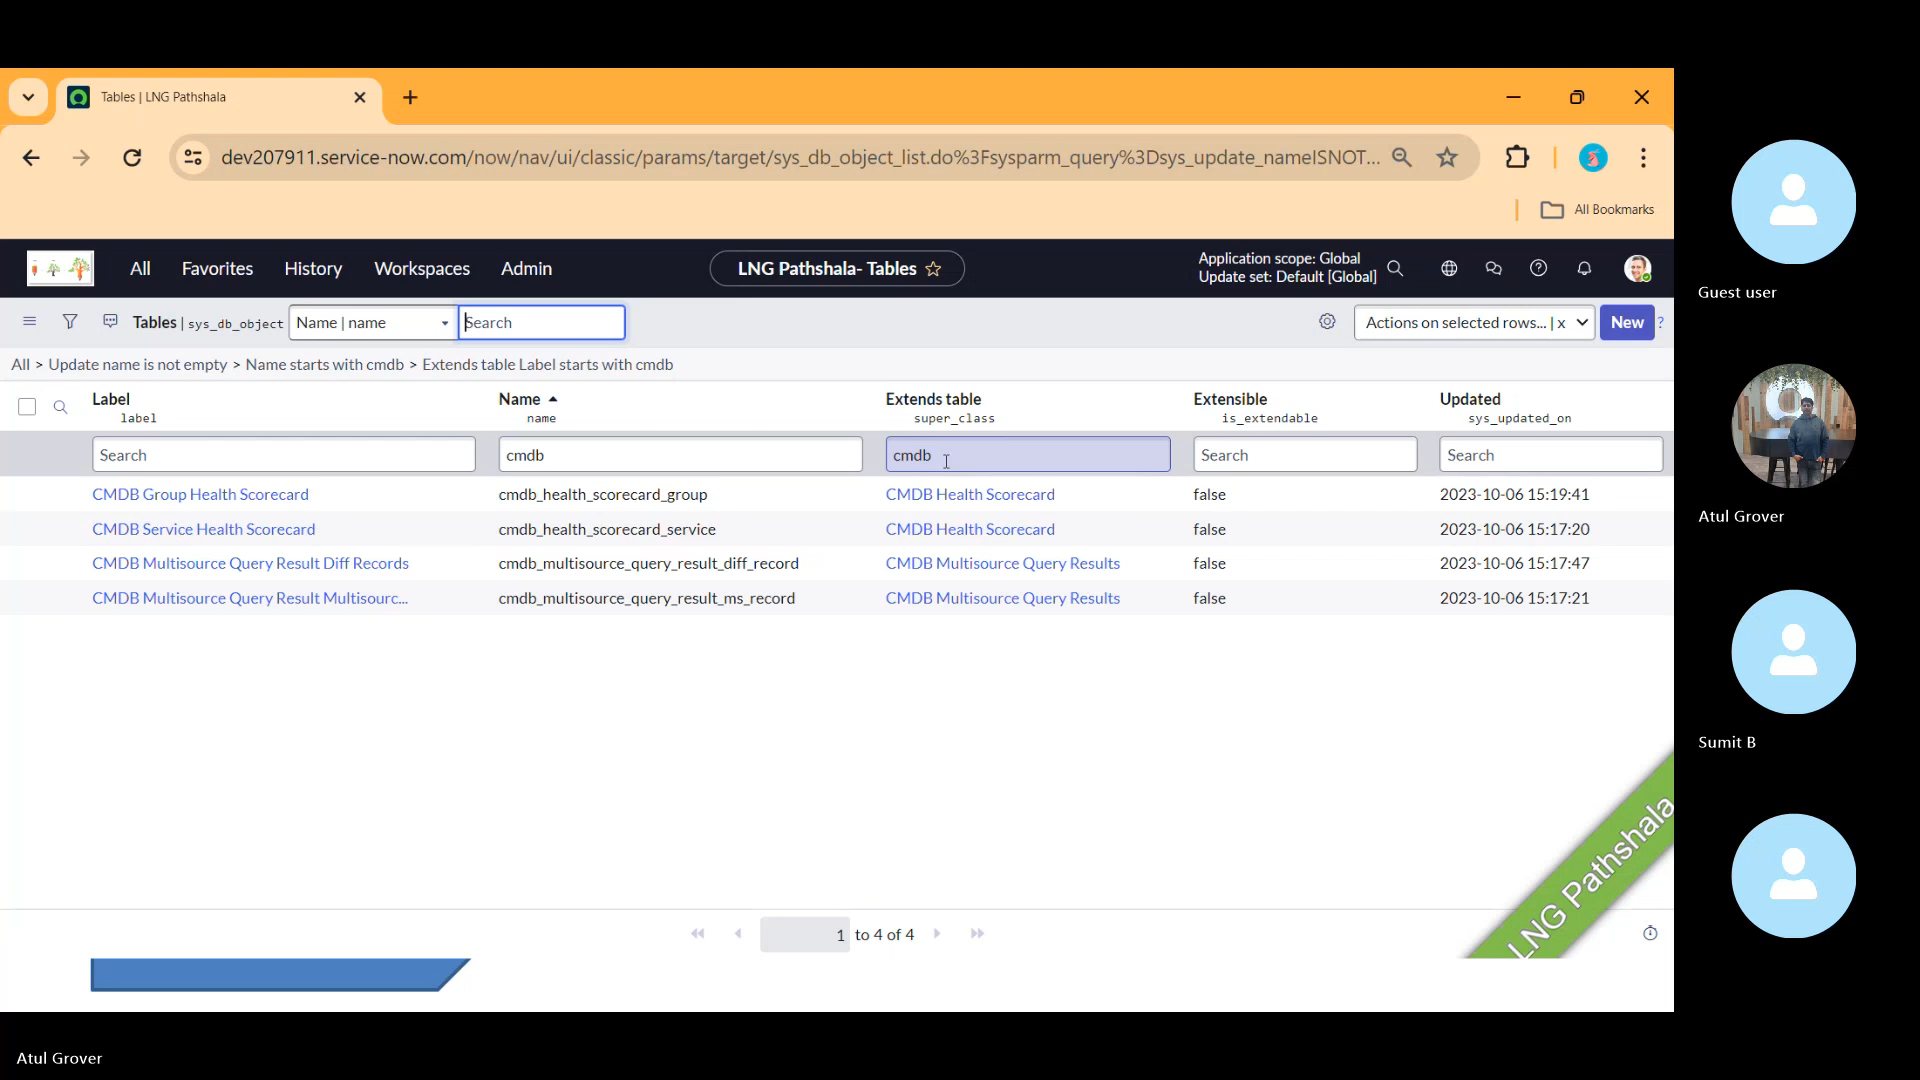 Tables | LNG Pathshala
dev207911.service-now.com/now/nav/ui/classic/params/target/sys_db_object_list.do%3Fsysparm_query%3Dsys_update_nameISNOT...
All Bookmarks
All Favorites History Workspaces Admin
LNG Pathshala- Tables
Application scope: Global
Update set: Default [Global]
Tables | sys_db_object
Name | name
Search
Actions on selected rows... | x
New
?
All > Update name is not empty > Name starts with cmdb > Extends table Label starts with cmdb
Label Name Extends table Extensible Updated
label name super_class is_extendable sys_updated_on
Search cmdb cmdb Search Search
CMDB Group Health Scorecard cmdb_health_scorecard_group CMDB Health Scorecard false 2023-10-06 15:19:41
CMDB Service Health Scorecard cmdb_health_scorecard_service CMDB Health Scorecard false 2023-10-06 15:17:20
CMDB Multisource Query Result Diff Records cmdb_multisource_query_result_diff_record CMDB Multisource Query Results false 2023-10-06 15:17:47
CMDB Multisource Query Result Multisourc... cmdb_multisource_query_result_ms_record CMDB Multisource Query Results false 2023-10-06 15:17:21
1 to 4 of 4
LNG Pathshala
Guest user
Atul Grover
Sumit B
Atul Grover